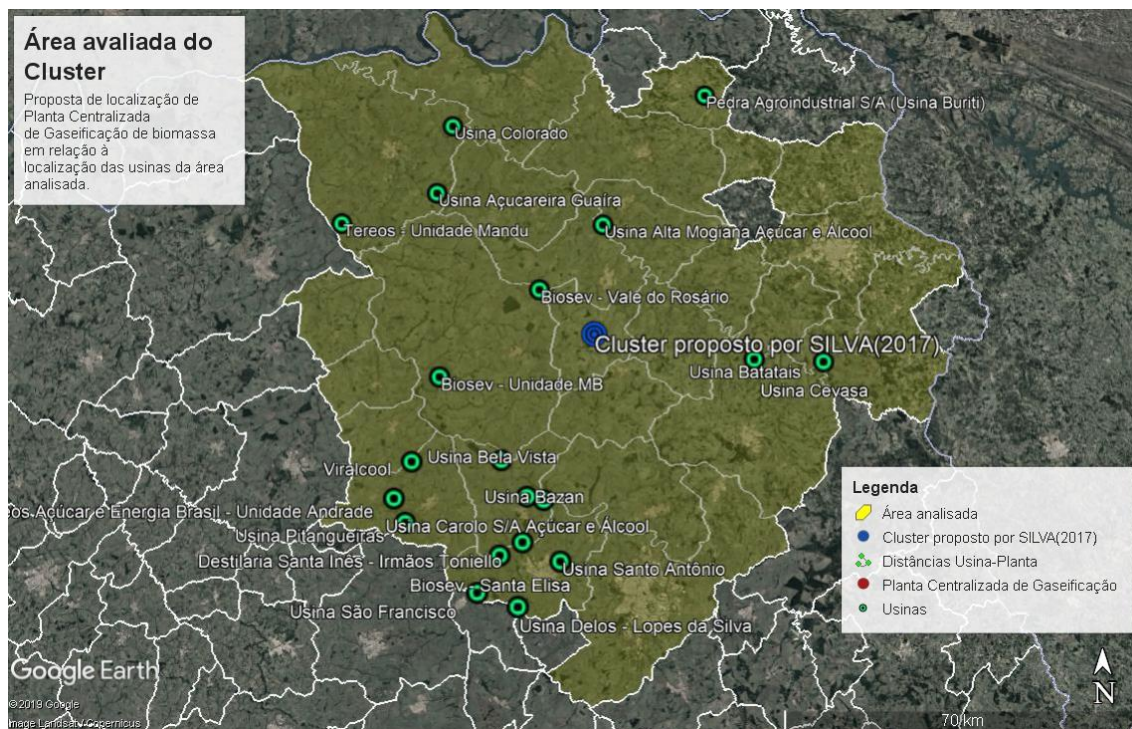 Área avaliada do
Cluster
Proposta de localização de
Planta Centralizada
de Gaseificação de biomassa
em relação à
localização das usinas da área
analisada.
Pedra Agroindustrial S/A (Usina Buriti)
Usina Colorado
Usina Açucareira Guaíra
Tereos - Unidade Mandu
Usina Alta Mogiana Açúcar e Álcool
Biosev - Vale do Rosário
Cluster proposto por SILVA(2017)
Usina Batatais
Usina Cevasa
Biosev - Unidade MB
Usina Bela Vista
Viralcool
Usina Bazan
eos Açúcar e Energia Brasil - Unidade Andrade
Usina Carolo S/A Açúcar e Álcool
Usina Pitangueiras
Destilaria Santa Inês - Irmãos Toniello
Usina Santo Antônio
Biosev - Santa Elisa
Usina São Francisco
Usina Delos - Lopes da Silva
Legenda
Área analisada
Cluster proposto por SILVA(2017)
Distâncias Usina-Planta
Planta Centralizada de Gaseificação
Usinas
Google Earth
©2019 Google
Image Landsat / Copernicus
N
70 km